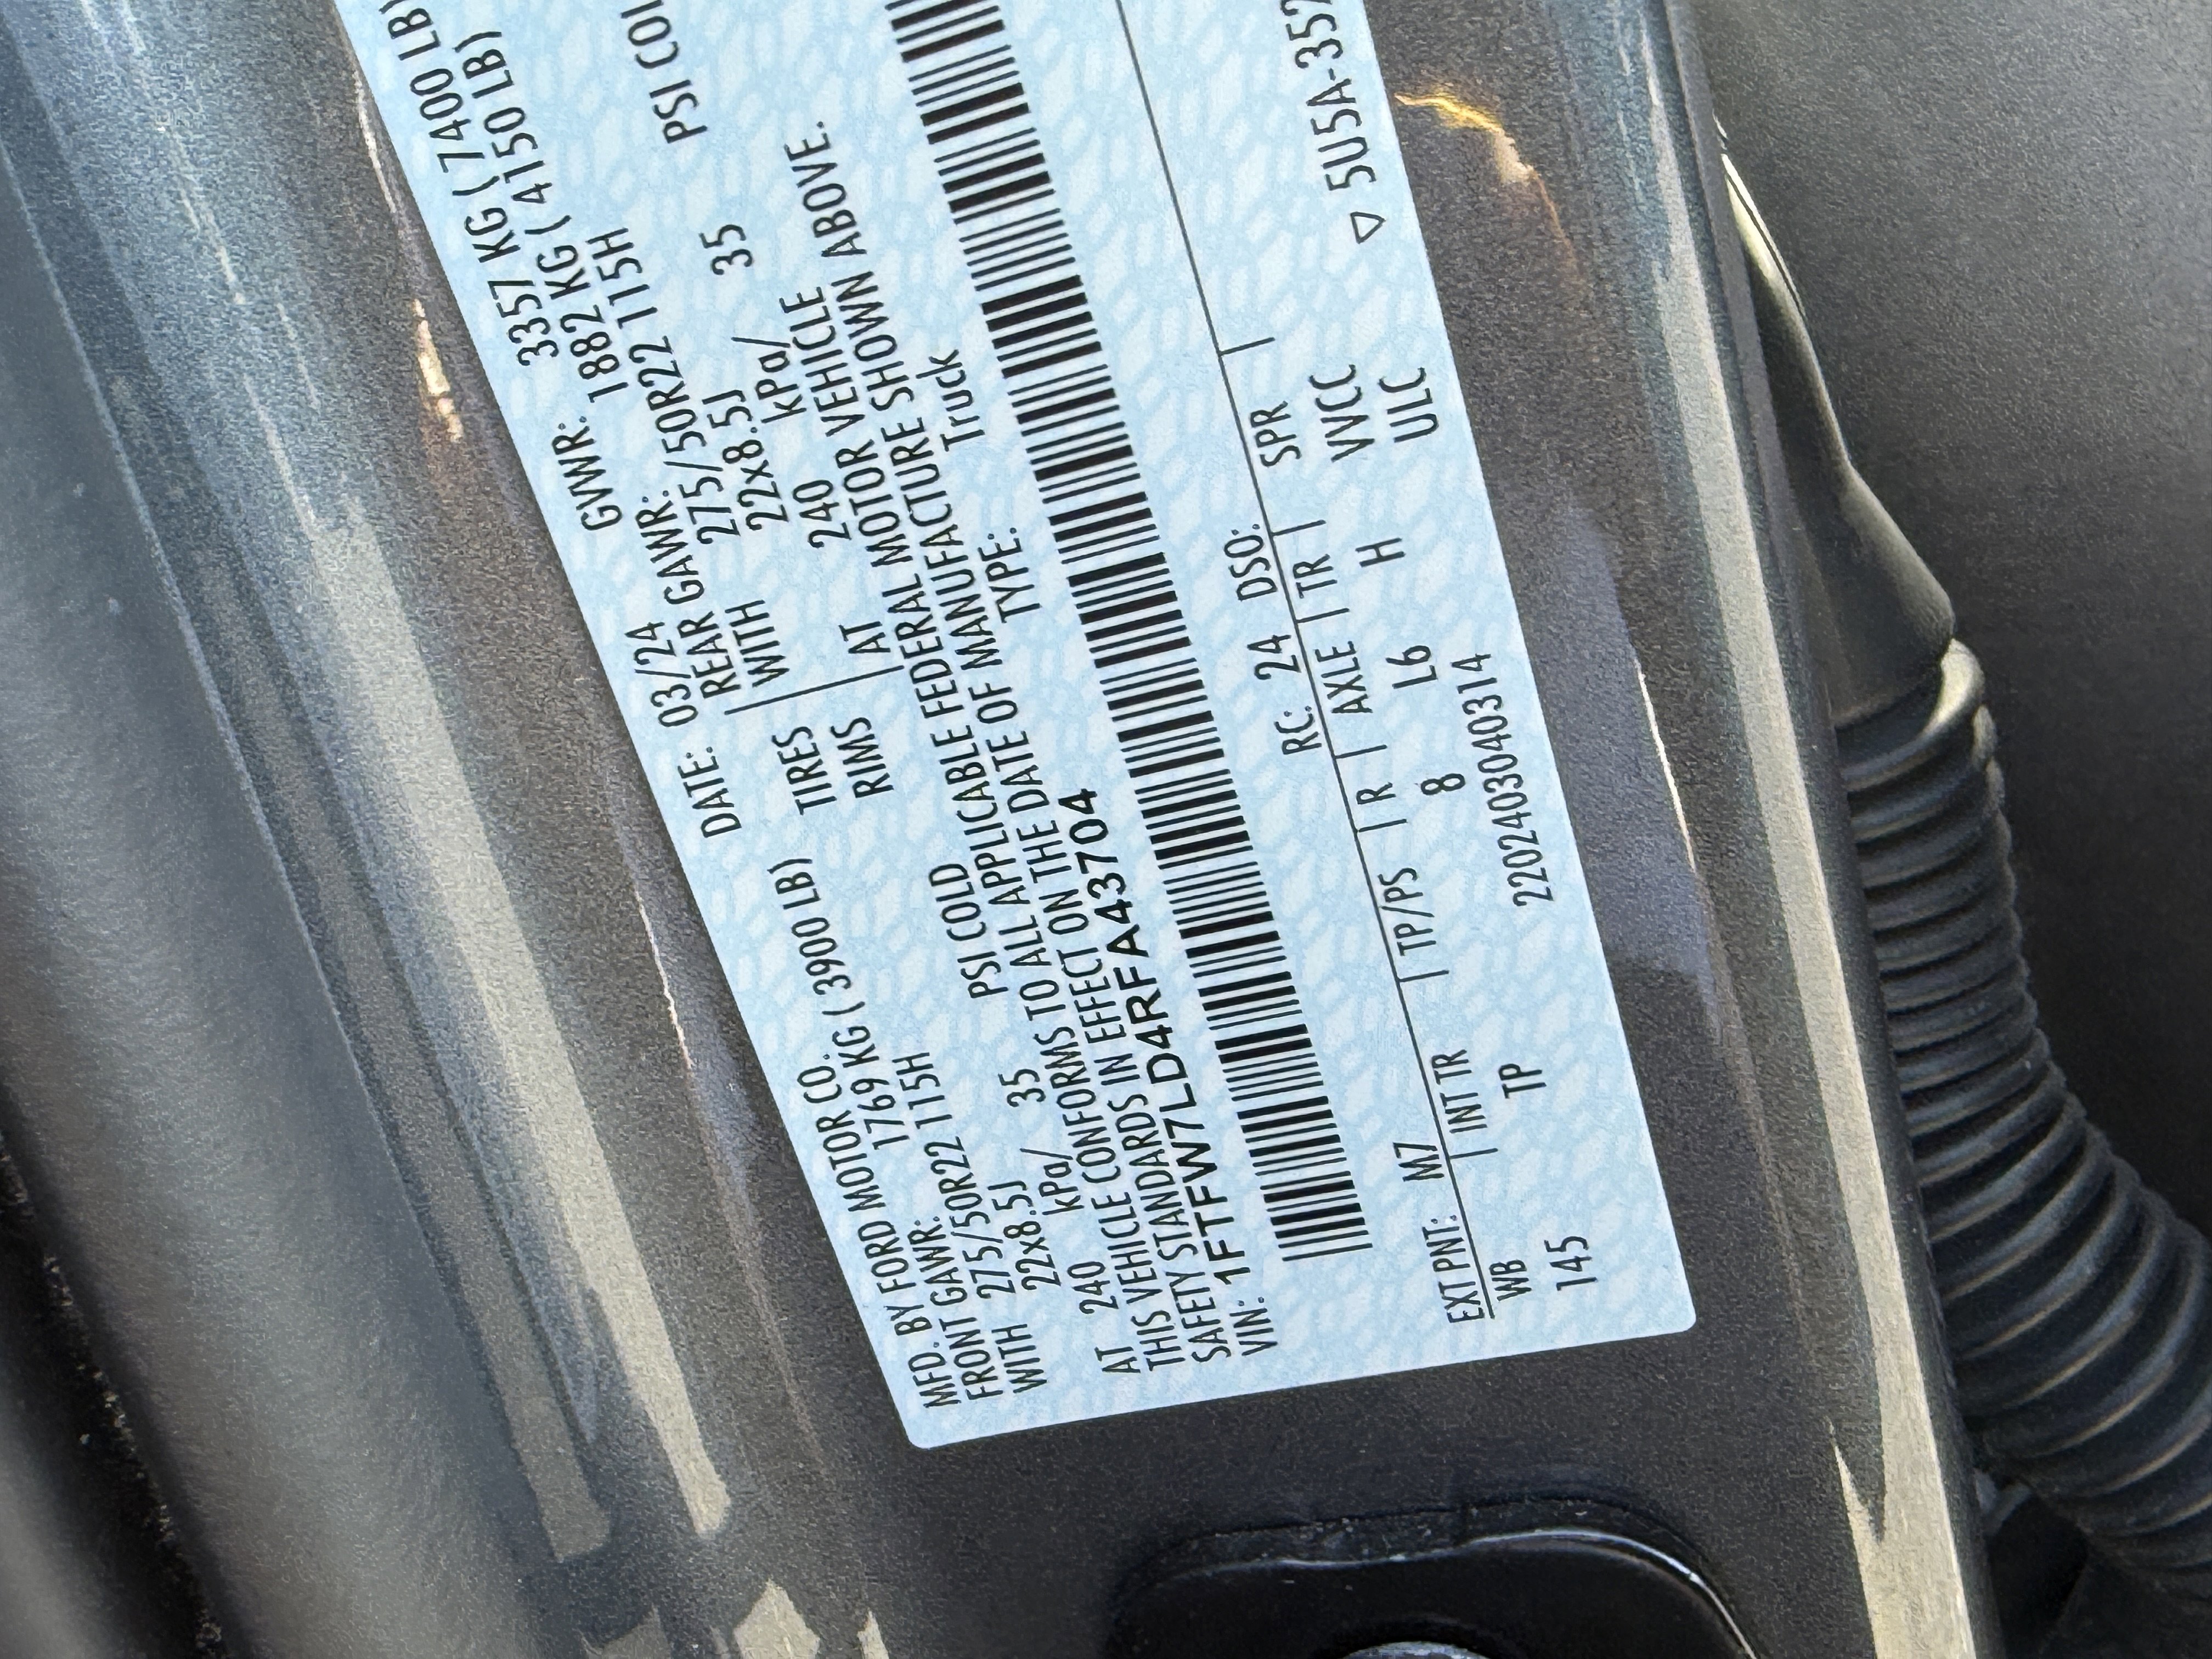 MFD. BY FORD MOTOR CO. DATE: 03/24 GVWR: 3357 KG ( 7400 LB)
FRONT GAWR: 1769 KG ( 3900 LB) REAR GAWR: 1882 KG ( 4150 LB)
WITH 275/50R22 115H TIRES WITH 275/50R22 115H
22x8.5J RIMS 22x8.5J
AT 240 kPa/ 35 PSI COLD AT 240 kPa/ 35 PSI
THIS VEHICLE CONFORMS TO ALL APPLICABLE FEDERAL MOTOR VEHICLE
SAFETY STANDARDS IN EFFECT ON THE DATE OF MANUFACTURE SHOWN ABOVE.
VIN: 1FTFW7LD4RFA43704 TYPE: Truck
EXT PNT: M7 RC: 24 DSO:
WB INT TR TP/PS R AXLE TR SPR VVCC
145 TP 8 L6 H ULC
2202403040314 ▽ 5U5A-357